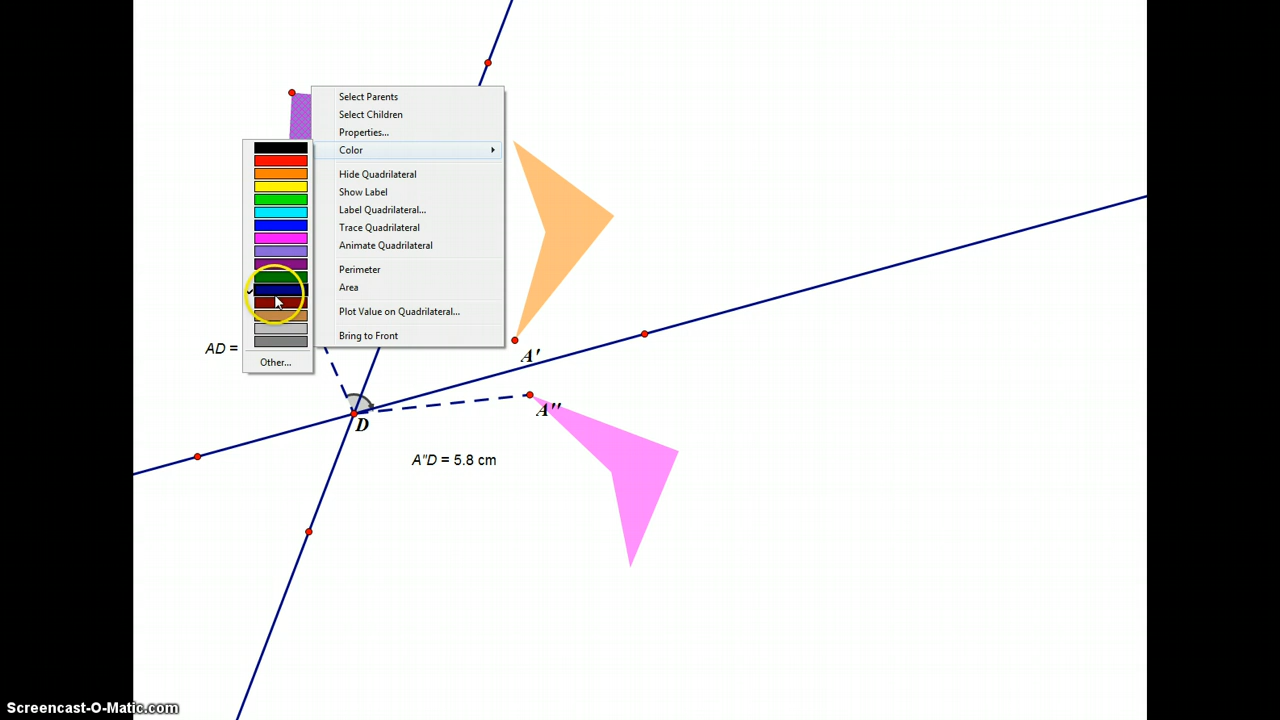 Select Parents
Select Children
Properties...
Color
Hide Quadrilateral
Show Label
Label Quadrilateral...
Trace Quadrilateral
Animate Quadrilateral
Perimeter
Area
Plot Value on Quadrilateral...
Bring to Front
AD =
Other...
A'
A"
D
A"D = 5.8 cm
Screencast-O-Matic.com